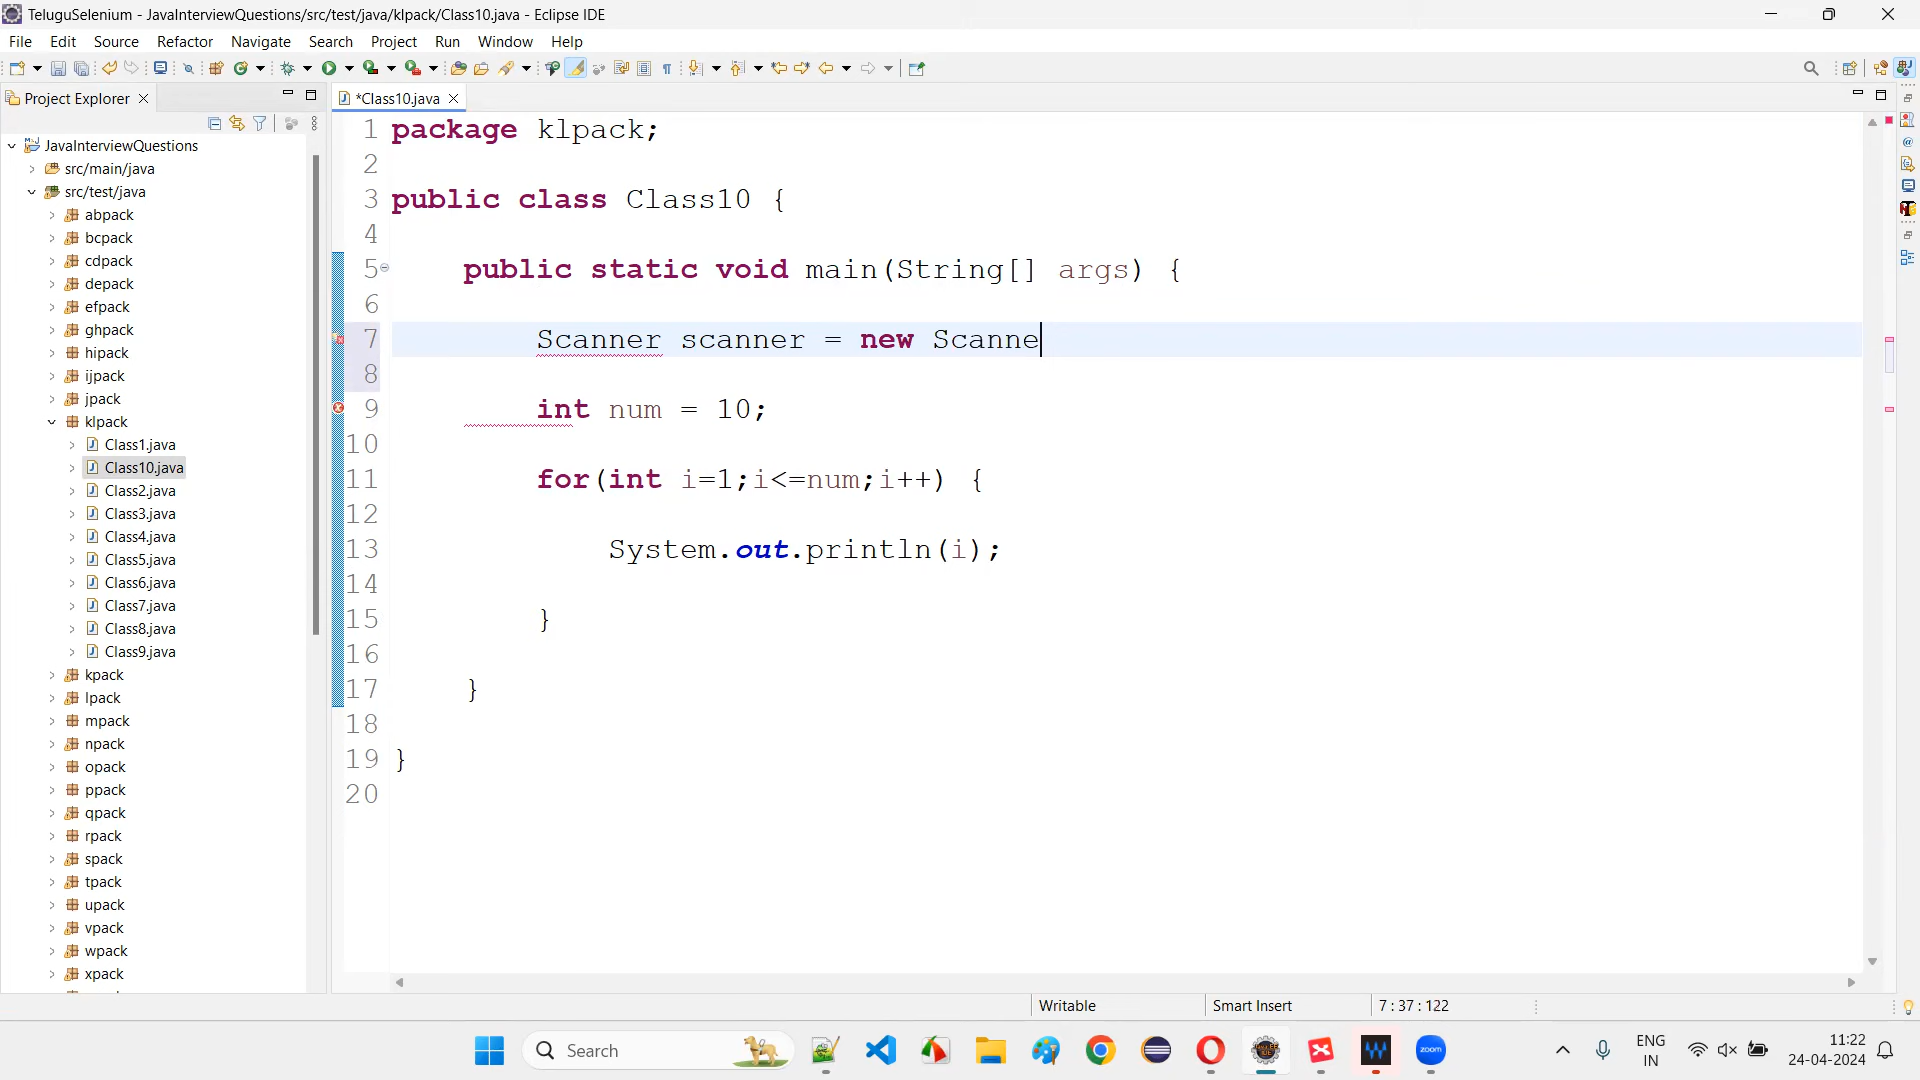 TeluguSelenium - JavaInterviewQuestions/src/test/java/klpack/Class10.java - Eclipse IDE
File Edit Source Refactor Navigate Search Project Run Window Help
Project Explorer
*Class10.java
JavaInterviewQuestions
src/main/java
src/test/java
abpack
bcpack
cdpack
depack
efpack
ghpack
hipack
ijpack
jpack
klpack
Class1.java
Class10.java
Class2.java
Class3.java
Class4.java
Class5.java
Class6.java
Class7.java
Class8.java
Class9.java
kpack
lpack
mpack
npack
opack
ppack
qpack
rpack
spack
tpack
upack
vpack
wpack
xpack
1 package klpack;
2
3 public class Class10 {
4
5 public static void main(String[] args) {
6
7 Scanner scanner = new Scanne
8
9 int num = 10;
10
11 for(int i=1;i<=num;i++) {
12
13 System.out.println(i);
14
15 }
16
17 }
18
19 }
20
Writable Smart Insert 7 : 37 : 122
Search
zoom
ENG
IN
11:22
24-04-2024